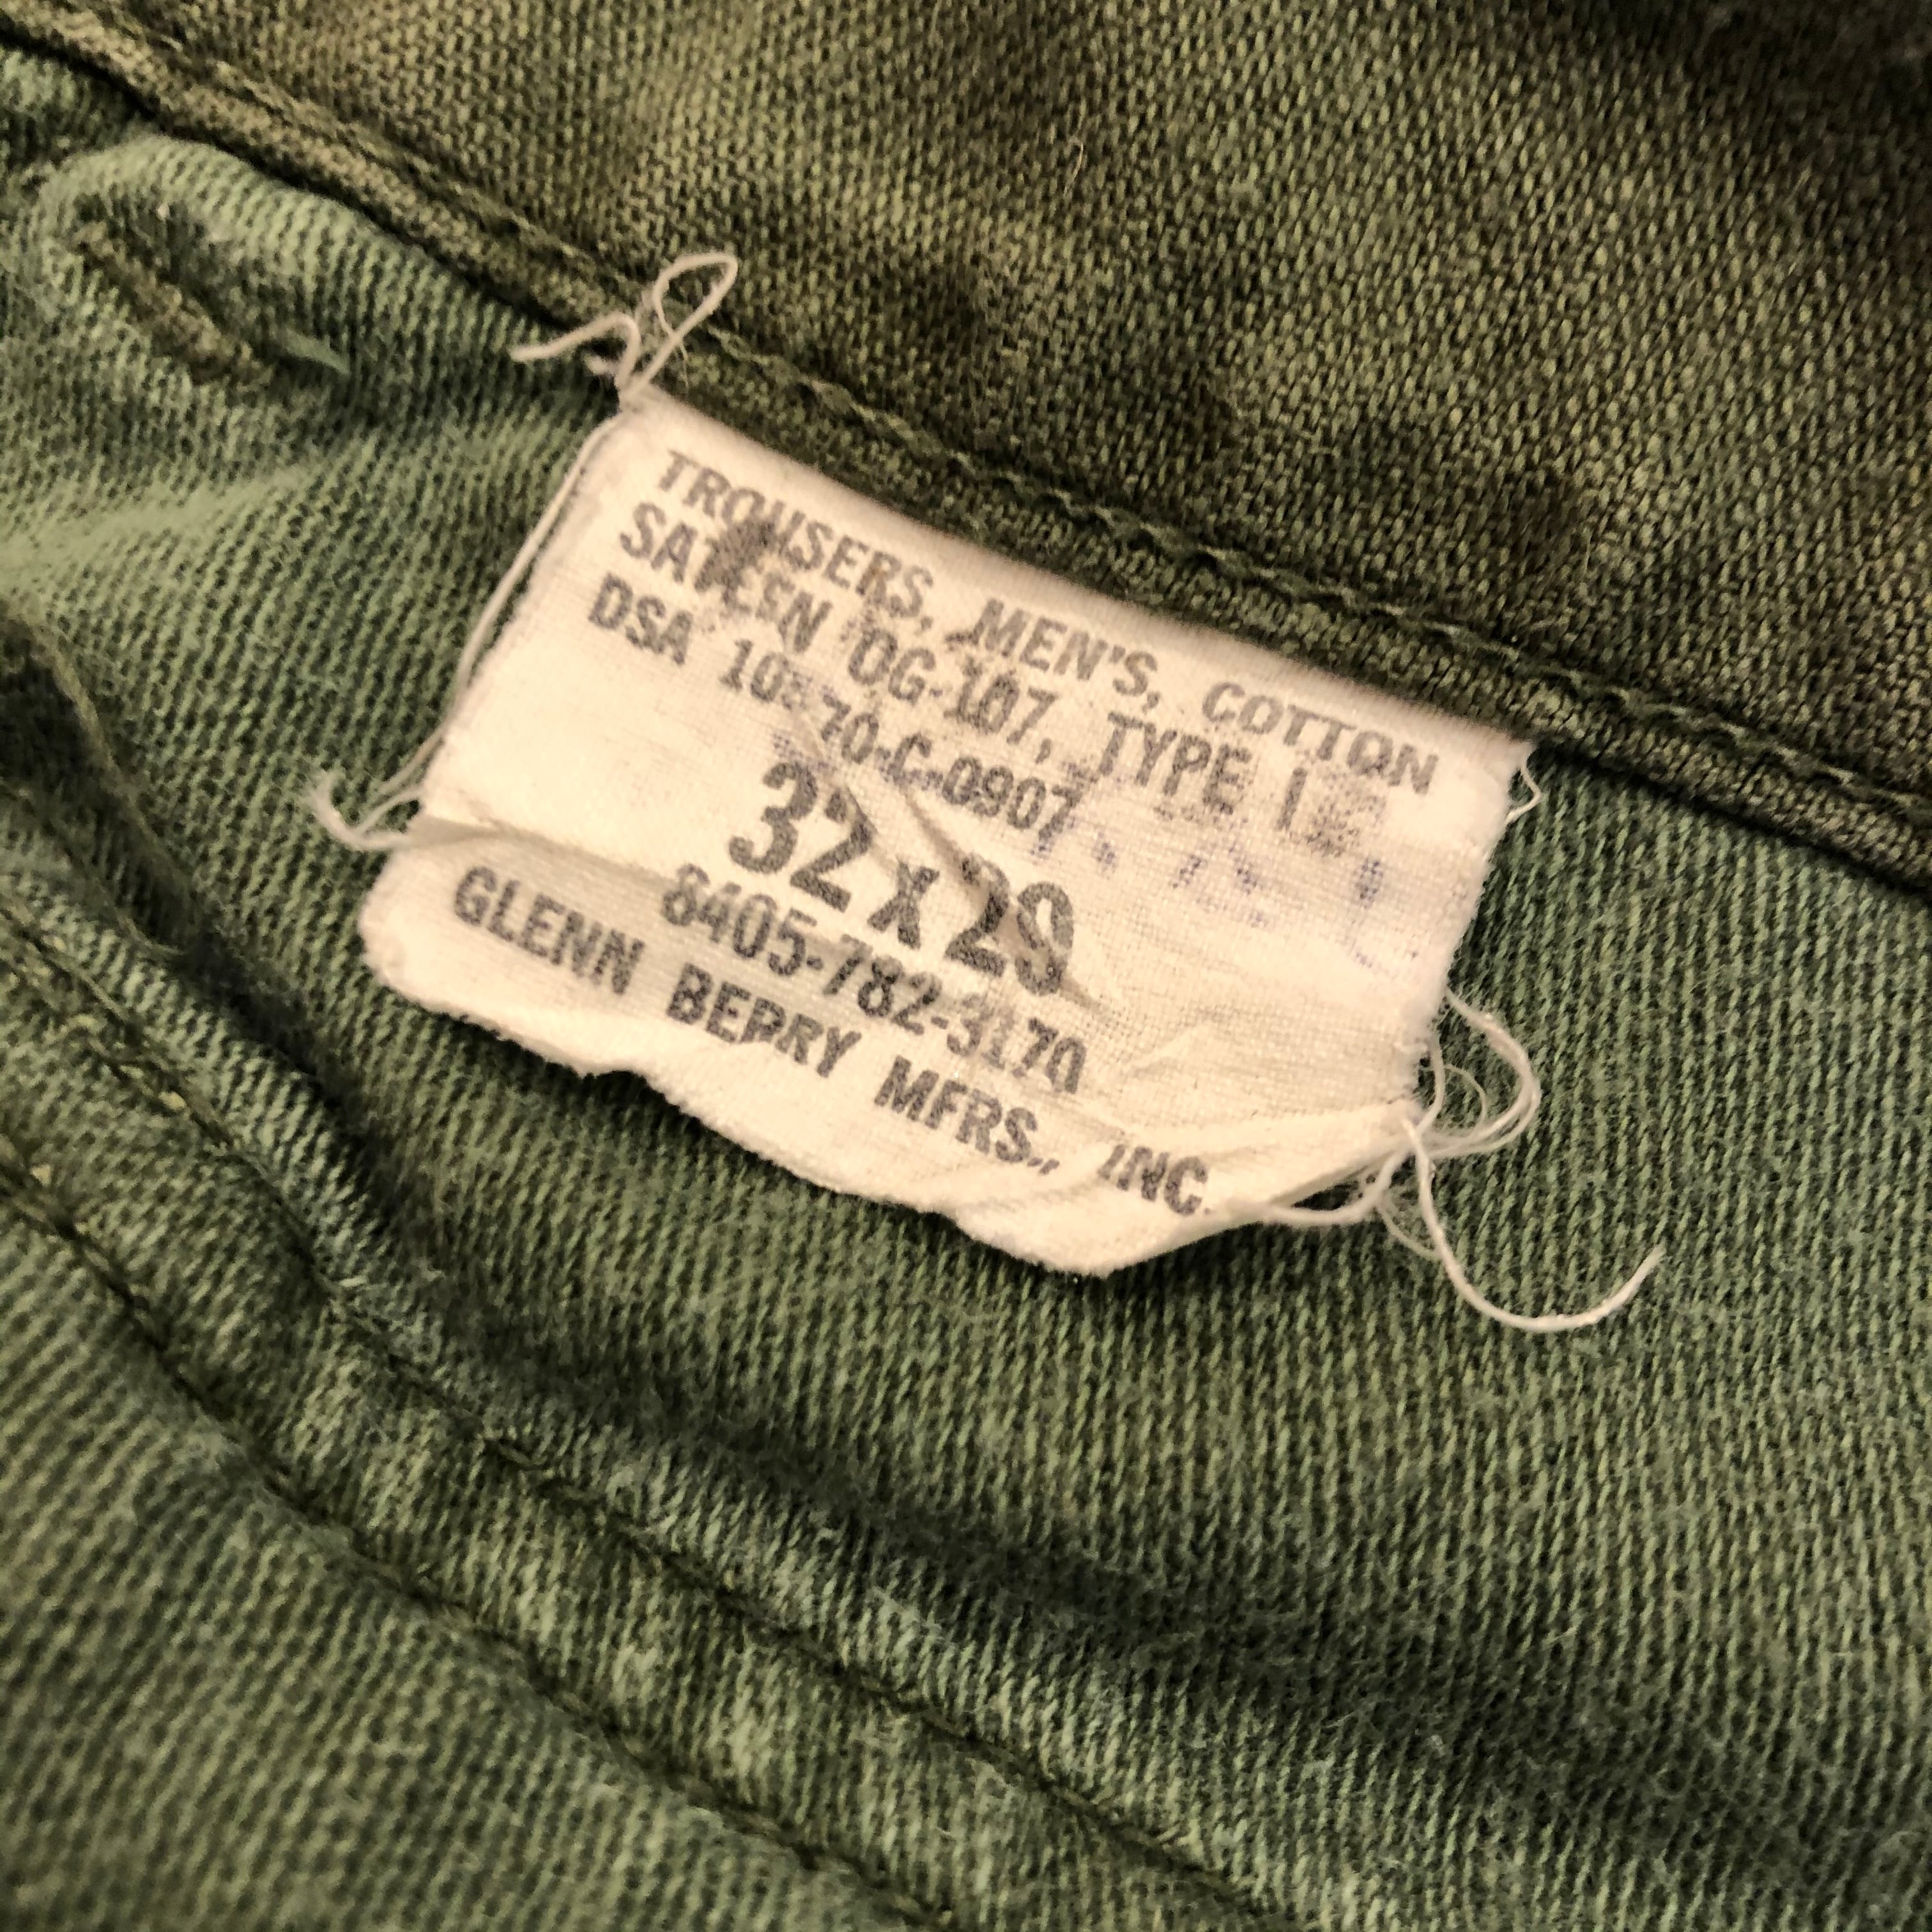 TROUSERS, MEN'S, COTTON
SATEEN OG-107, TYPE I
DSA 100-70-C-0907
32 X 29
8405-782-3170
GLENN BERRY MFRS., INC.